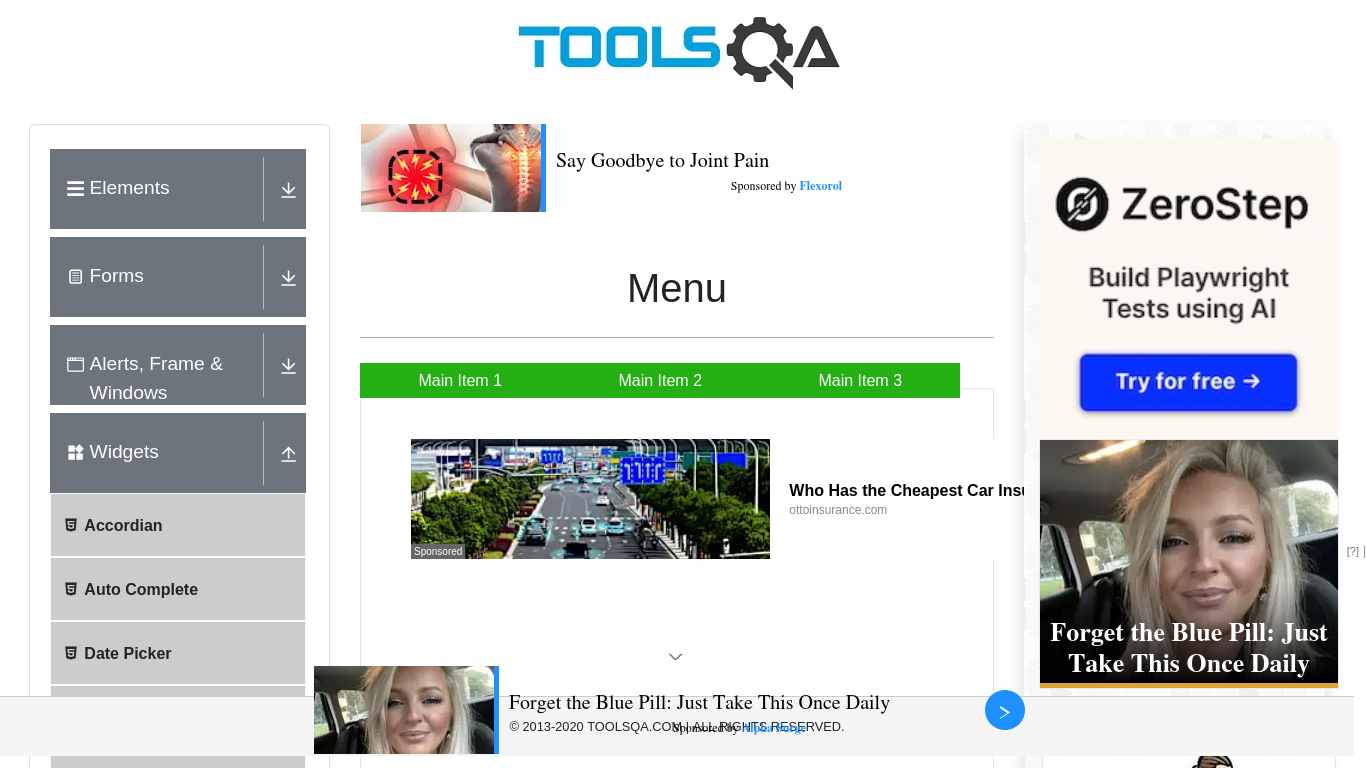 TOOLSQA
Elements
Forms
Alerts, Frame &
Windows
Widgets
Accordian
Auto Complete
Date Picker
Say Goodbye to Joint Pain
Sponsored by Flexorol
Menu
Main Item 1
Main Item 2
Main Item 3
Sponsored
Who Has the Cheapest Car Insu
ottoinsurance.com
ZeroStep
Build Playwright
Tests using AI
Try for free →
[?]
Forget the Blue Pill: Just
Take This Once Daily
Forget the Blue Pill: Just Take This Once Daily
© 2013-2020 TOOLSQA.COM | ALL RIGHTS RESERVED.
Sponsored by